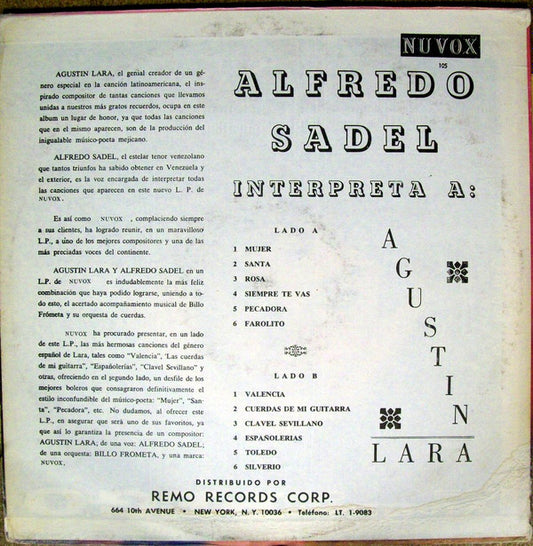 NUVOX
105
ALFREDO
SADEL
INTERPRETA A:
AGUSTIN
LARA
AGUSTIN LARA, el genial creador de un gé-
nero especial en la canción latinoamericana, el ins-
pirado compositor de tantas canciones que llevamos
unidas a nuestros más gratos recuerdos, ocupa en este
album un lugar de honor, ya que todas las canciones
que en el mismo aparecen, son de la producción del
inigualable músico-poeta mejicano.
ALFREDO SADEL, el estelar tenor venezolano
que tantos triunfos ha sabido obtener en Venezuela y
el exterior, es la voz encargada de interpretar todas
las canciones que aparecen en este nuevo L. P. de
NUVOX.
Es así como NUVOX , complaciendo siempre
a sus clientes, ha logrado reunir, en un maravilloso
L.P., a uno de los mejores compositores y una de las
más preciadas voces del continente.
AGUSTIN LARA Y ALFREDO SADEL en un
L.P. de NUVOX es indudablemente la más feliz
combinación que haya podido lograrse, uniendo a to-
do esto, el acertado acompañamiento musical de Billo
Frómeta y su orquesta de cuerdas.
NUVOX ha procurado presentar, en un lado
de este L.P., las más hermosas canciones del género
español de Lara, tales como "Valencia", "Las cuerdas
de mi guitarra", "Españolerías", "Clavel Sevillano" y
otras, ofreciendo en el segundo lado, un desfile de los
mejores boleros que consagraron definitivamente el
estilo inconfundible del músico-poeta: "Mujer", "San-
ta", "Pecadora", etc. No dudamos, al ofrecer este
L.P., en asegurar que será uno de sus favoritos, ya
que así lo garantiza la presencia de un compositor:
AGUSTIN LARA; de una voz: ALFREDO SADEL;
de una orquesta: BILLO FROMETA, y una marca:
NUVOX.
LADO A
1 MUJER
2 SANTA
3 ROSA
4 SIEMPRE TE VAS
5 PECADORA
6 FAROLITO
LADO B
1 VALENCIA
2 CUERDAS DE MI GUITARRA
3 CLAVEL SEVILLANO
4 ESPAÑOLERIAS
5 TOLEDO
6 SILVERIO
DISTRIBUIDO POR
REMO RECORDS CORP.
664 10th AVENUE • NEW YORK, N. Y. 10036 • Teléfono: LT. 1-9083